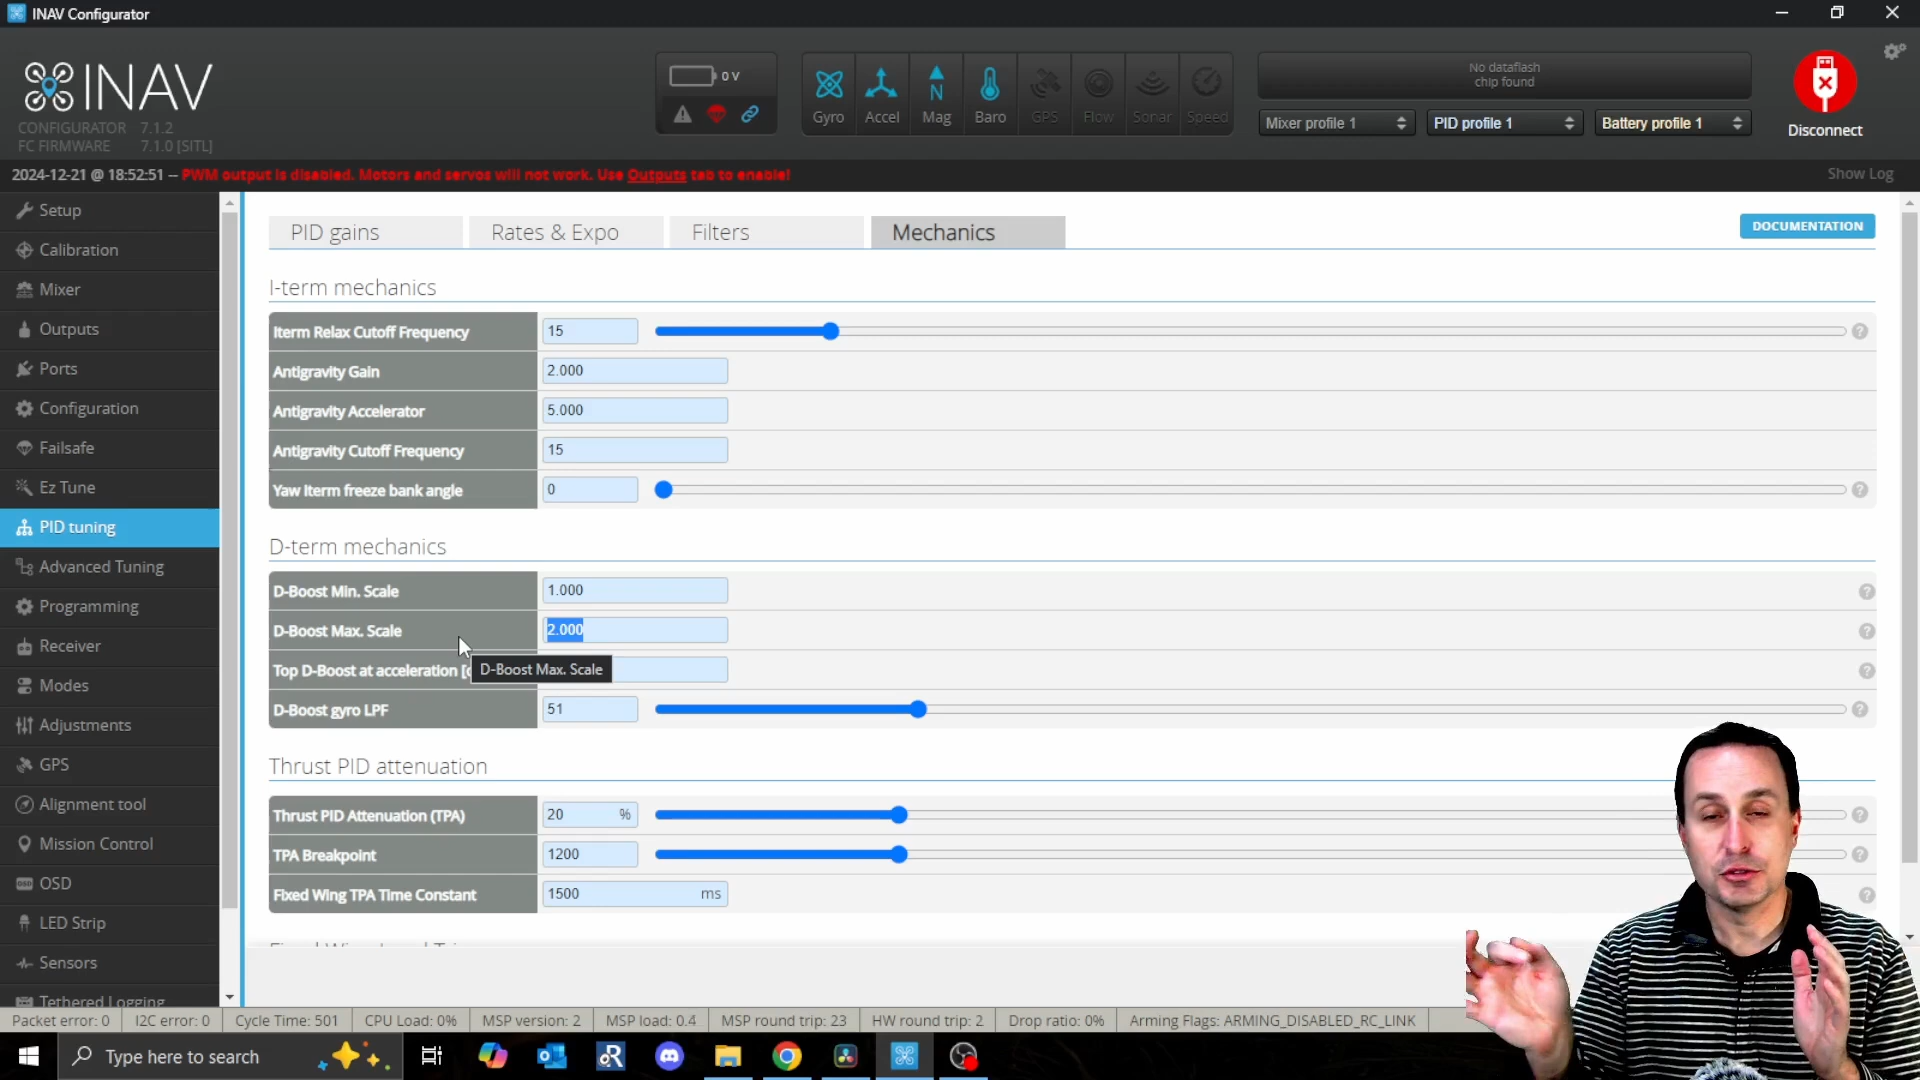 INAV Configurator
INAV
CONFIGURATOR 7.1.2
FC FIRMWARE 7.1.0 [SITL]
0 V
Gyro Accel Mag Baro GPS Flow Sonar Speed
No dataflash
chip found
Mixer profile 1 PID profile 1 Battery profile 1
Disconnect
2024-12-21 @ 18:52:51 -- PWM output is disabled. Motors and servos will not work. Use Outputs tab to enable!
Show Log
Setup
Calibration
Mixer
Outputs
Ports
Configuration
Failsafe
Ez Tune
PID tuning
Advanced Tuning
Programming
Receiver
Modes
Adjustments
GPS
Alignment tool
Mission Control
OSD
LED Strip
Sensors
Tethered Logging
PID gains Rates & Expo Filters Mechanics
DOCUMENTATION
I-term mechanics
Iterm Relax Cutoff Frequency 15
Antigravity Gain 2.000
Antigravity Accelerator 5.000
Antigravity Cutoff Frequency 15
Yaw Iterm freeze bank angle 0
D-term mechanics
D-Boost Min. Scale 1.000
D-Boost Max. Scale 2.000
Top D-Boost at acceleration
D-Boost Max. Scale
D-Boost gyro LPF 51
Thrust PID attenuation
Thrust PID Attenuation (TPA) 20 %
TPA Breakpoint 1200
Fixed Wing TPA Time Constant 1500 ms
Packet error: 0 I2C error: 0 Cycle Time: 501 CPU Load: 0% MSP version: 2 MSP load: 0.4 MSP round trip: 23 HW round trip: 2 Drop ratio: 0% Arming Flags: ARMING_DISABLED_RC_LINK
Type here to search